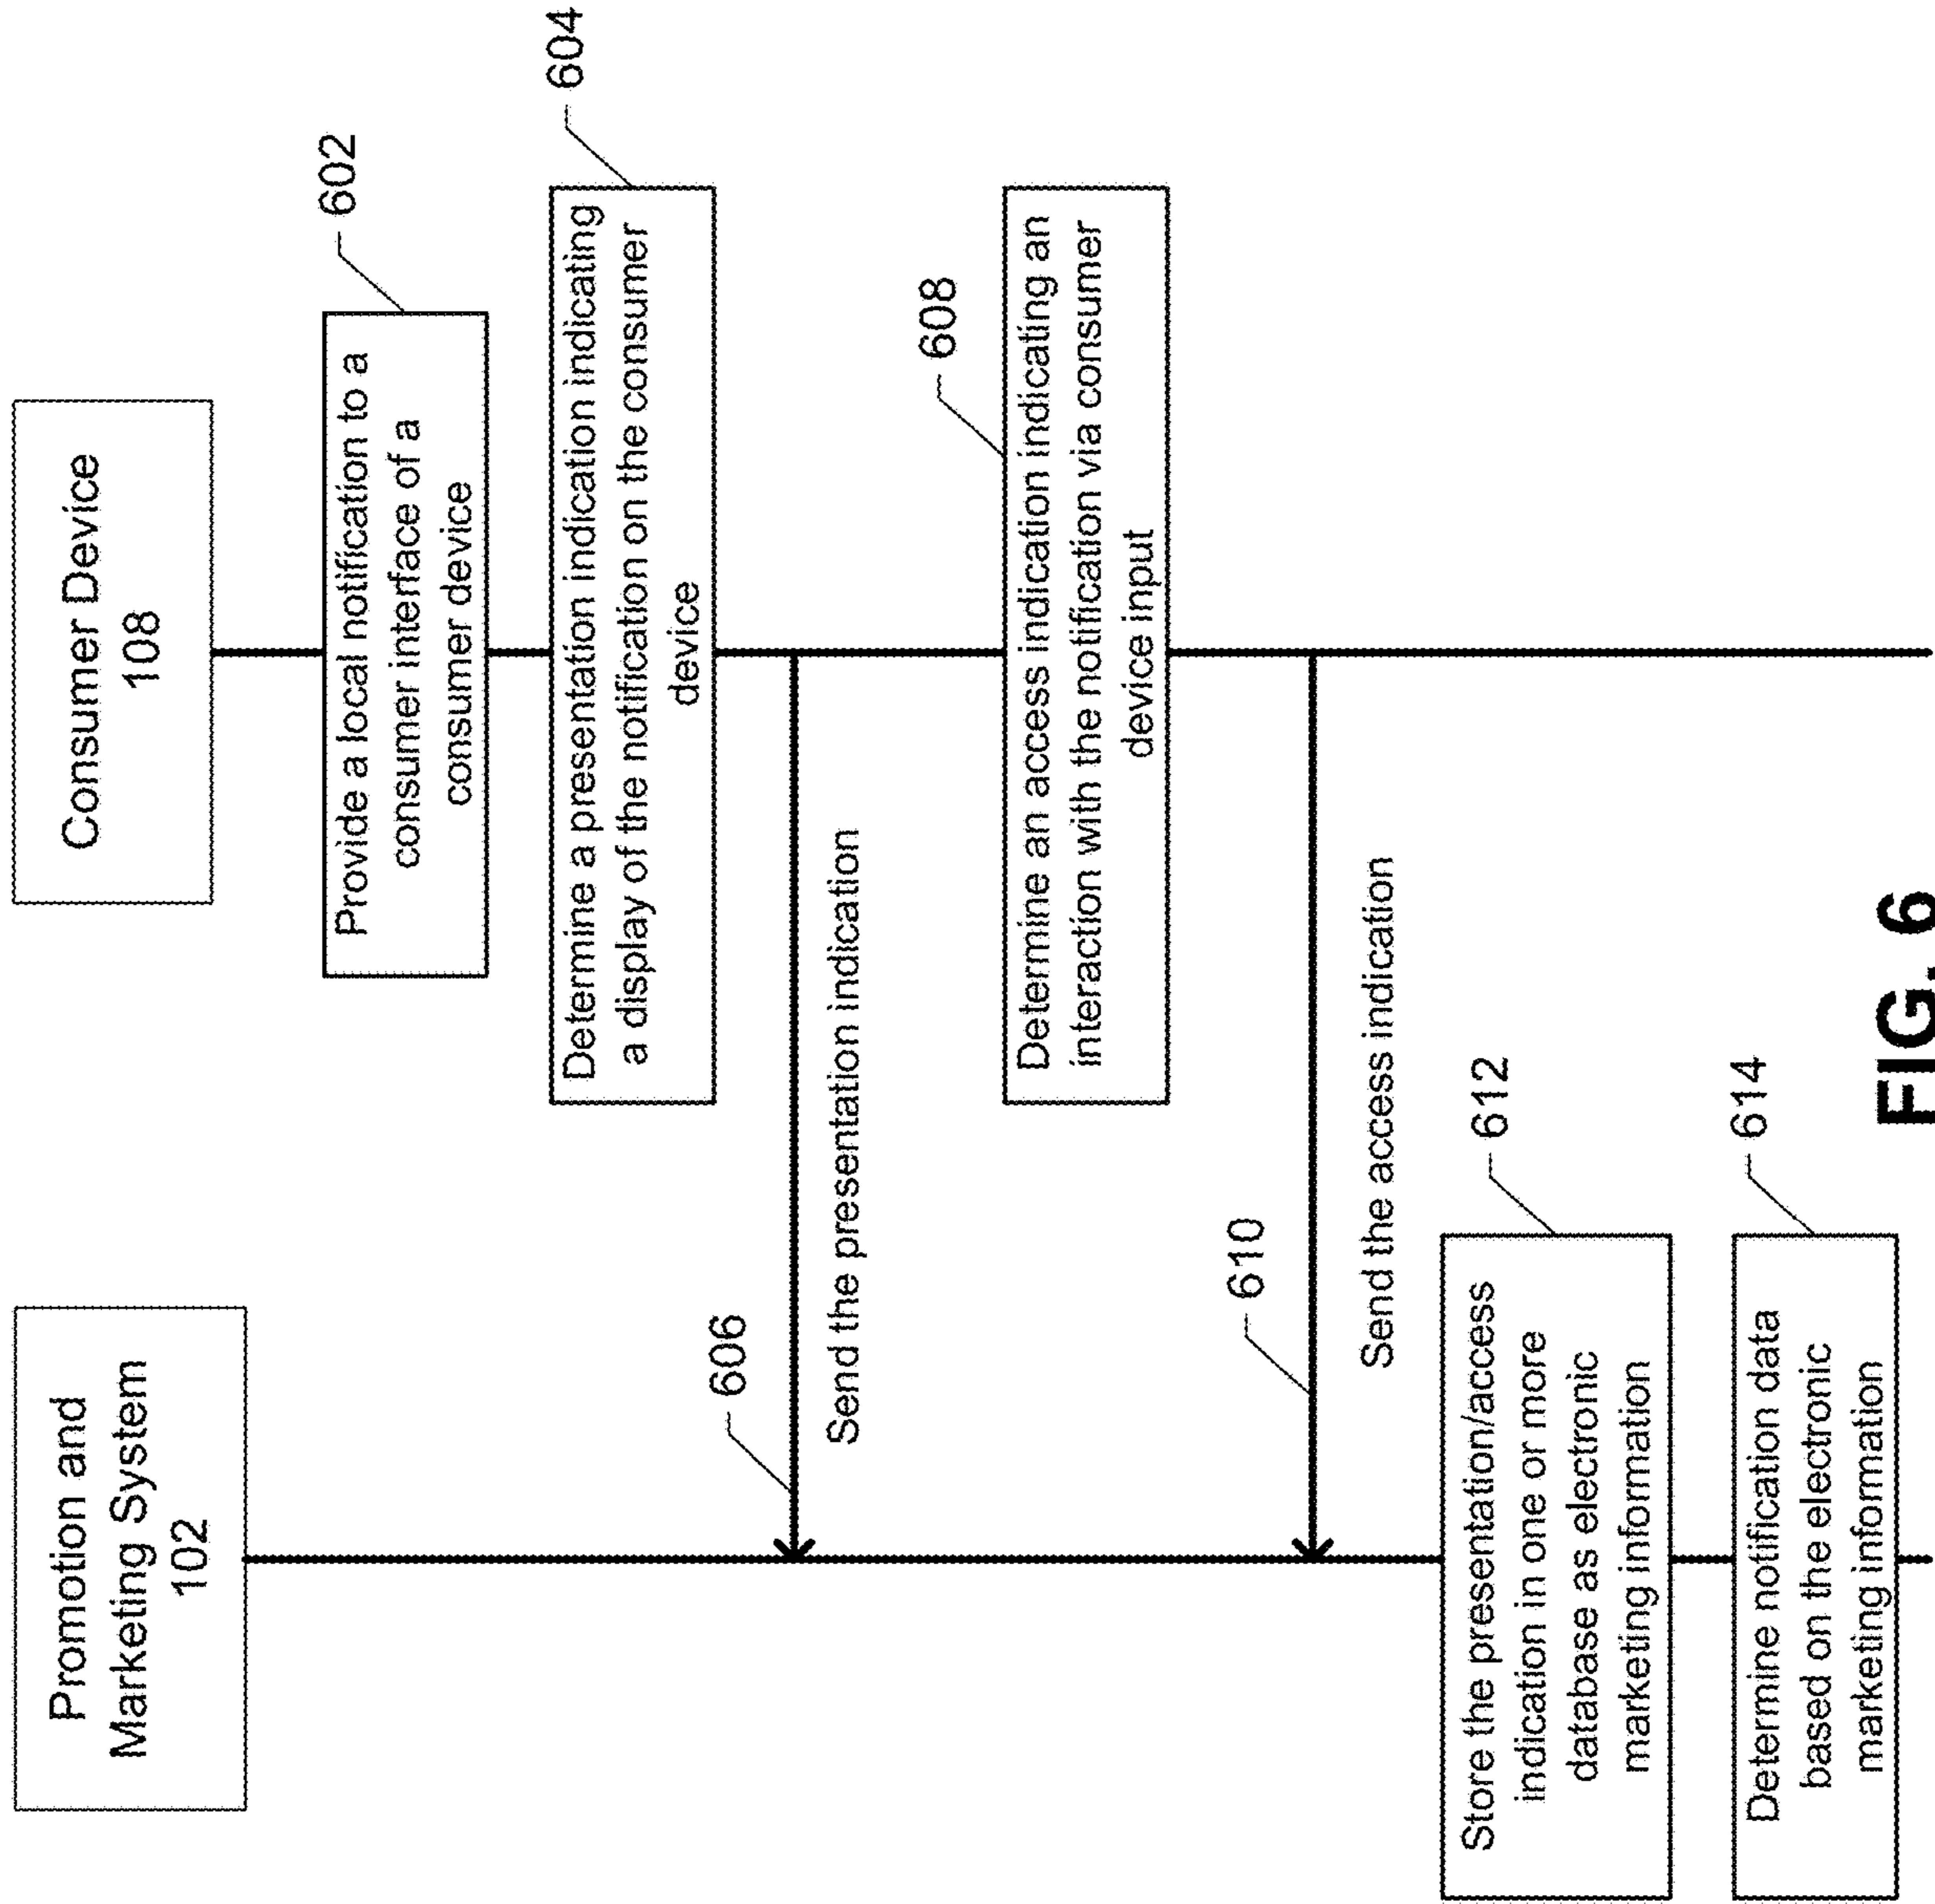 Promotion and
Marketing System
102
Consumer Device
108
Provide a local notification to a
consumer interface of a
consumer device
602
Determine a presentation indication indicating
a display of the notification on the consumer
device
604
606
Send the presentation indication
Determine an access indication indicating an
interaction with the notification via consumer
device input
608
610
Send the access indication
Store the presentation/access
indication in one or more
database as electronic
marketing information
612
Determine notification data
based on the electronic
marketing information
614
FIG. 6